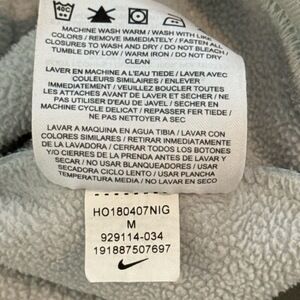 40C
MACHINE WASH WARM / WASH WITH LIKE
COLORS / REMOVE IMMEDIATELY / FASTEN ALL
CLOSURES TO WASH AND DRY / DO NOT BLEACH /
TUMBLE DRY LOW / WARM IRON / DO NOT DRY
CLEAN
LAVER EN MACHINE A L'EAU TIEDE / LAVER AVEC
COULEURS SIMILAIRES / ENLEVER
IMMEDIATEMENT / VEUILLEZ BOUCLER TOUTES
LES ATTACHES AVANT DE LAVER ET SECHER / NE
PAS UTILISER D'EAU DE JAVEL / SECHER EN
MACHINE CYCLE DELICAT / REPASSER FER TIEDE /
NE PAS NETTOYER A SEC
LAVAR A MAQUINA EN AGUA TIBIA / LAVAR CON
COLORES SIMILARES / RETIRAR INMEDIATAMENTE
DE LA LAVADORA / CERRAR TODOS LOS BOTONES
Y/O CIERRES DE LA PRENDA ANTES DE LAVAR Y
SECAR / NO USAR BLANQUEADORES / USAR
SECADORA CICLO LENTO / USAR PLANCHA
TEMPERATURA MEDIA / NO LAVAR EN SECO
HO180407NIG
M
929114-034
191887507697